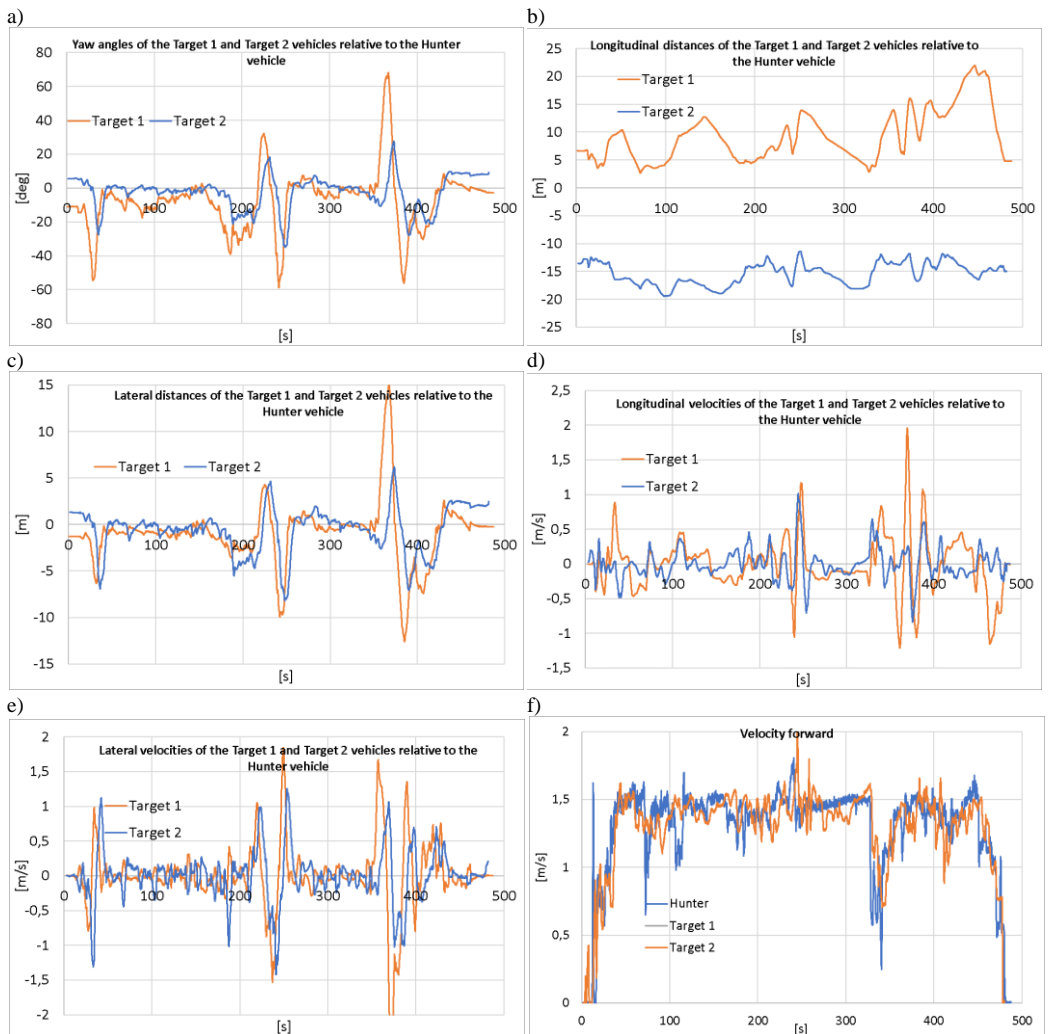 a)
Yaw angles of the Target 1 and Target 2 vehicles relative to the Hunter
vehicle
80
60
40
20
0
-20
-40
-60
-80
[deg]
Target 1
Target 2
0
100
200
300
400
500
[s]
b)
Longitudinal distances of the Target 1 and Target 2 vehicles relative to
the Hunter vehicle
25
20
15
10
5
0
-5
-10
-15
-20
-25
[m]
Target 1
Target 2
0
100
200
300
400
500
[s]
c)
Lateral distances of the Target 1 and Target 2 vehicles relative to the
Hunter vehicle
15
10
5
0
-5
-10
-15
[m]
Target 1
Target 2
0
100
200
300
400
500
[s]
d)
Longitudinal velocities of the Target 1 and Target 2 vehicles relative to
the Hunter vehicle
2,5
2
1,5
1
0,5
0
-0,5
-1
-1,5
[m/s]
Target 1
Target 2
0
100
200
300
400
500
[s]
e)
Lateral velocities of the Target 1 and Target 2 vehicles relative to the
Hunter vehicle
2
1,5
1
0,5
0
-0,5
-1
-1,5
-2
[m/s]
Target 1
Target 2
0
100
200
300
400
500
[s]
f)
Velocity forward
2
1,5
1
0,5
0
[m/s]
Hunter
Target 1
Target 2
0
100
200
300
400
500
[s]